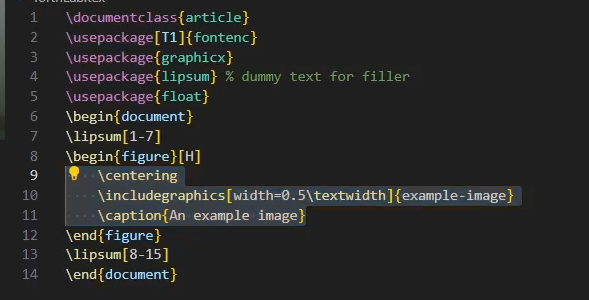 1 \documentclass{article}
2 \usepackage[T1]{fontenc}
3 \usepackage{graphicx}
4 \usepackage{lipsum} % dummy text for filler
5 \usepackage{float}
6 \begin{document}
7 \lipsum[1-7]
8 \begin{figure}[H]
9 \centering
10 \includegraphics[width=0.5\textwidth]{example-image}
11 \caption{An example image}
12 \end{figure}
13 \lipsum[8-15]
14 \end{document}